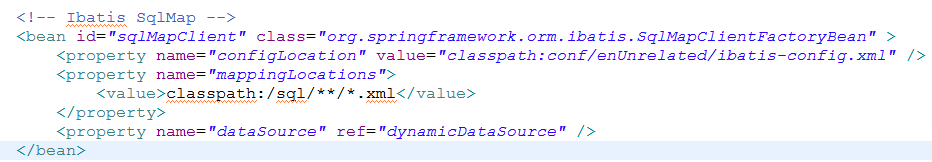 <!-- Ibatis SqlMap -->
<bean id="sqlMapClient" class="org.springframework.orm.ibatis.SqlMapClientFactoryBean" >
<property name="configLocation" value="classpath:conf/enUnrelated/ibatis-config.xml" />
<property name="mappingLocations">
<value>classpath:/sql/**/*.xml</value>
</property>
<property name="dataSource" ref="dynamicDataSource" />
</bean>